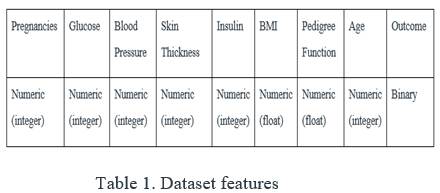 Pregnancies Glucose Blood Pressure Skin Thickness Insulin BMI Pedigree Function Age Outcome
Numeric (integer) Numeric (integer) Numeric (integer) Numeric (integer) Numeric (integer) Numeric (float) Numeric (float) Numeric (integer) Binary
Table 1. Dataset features